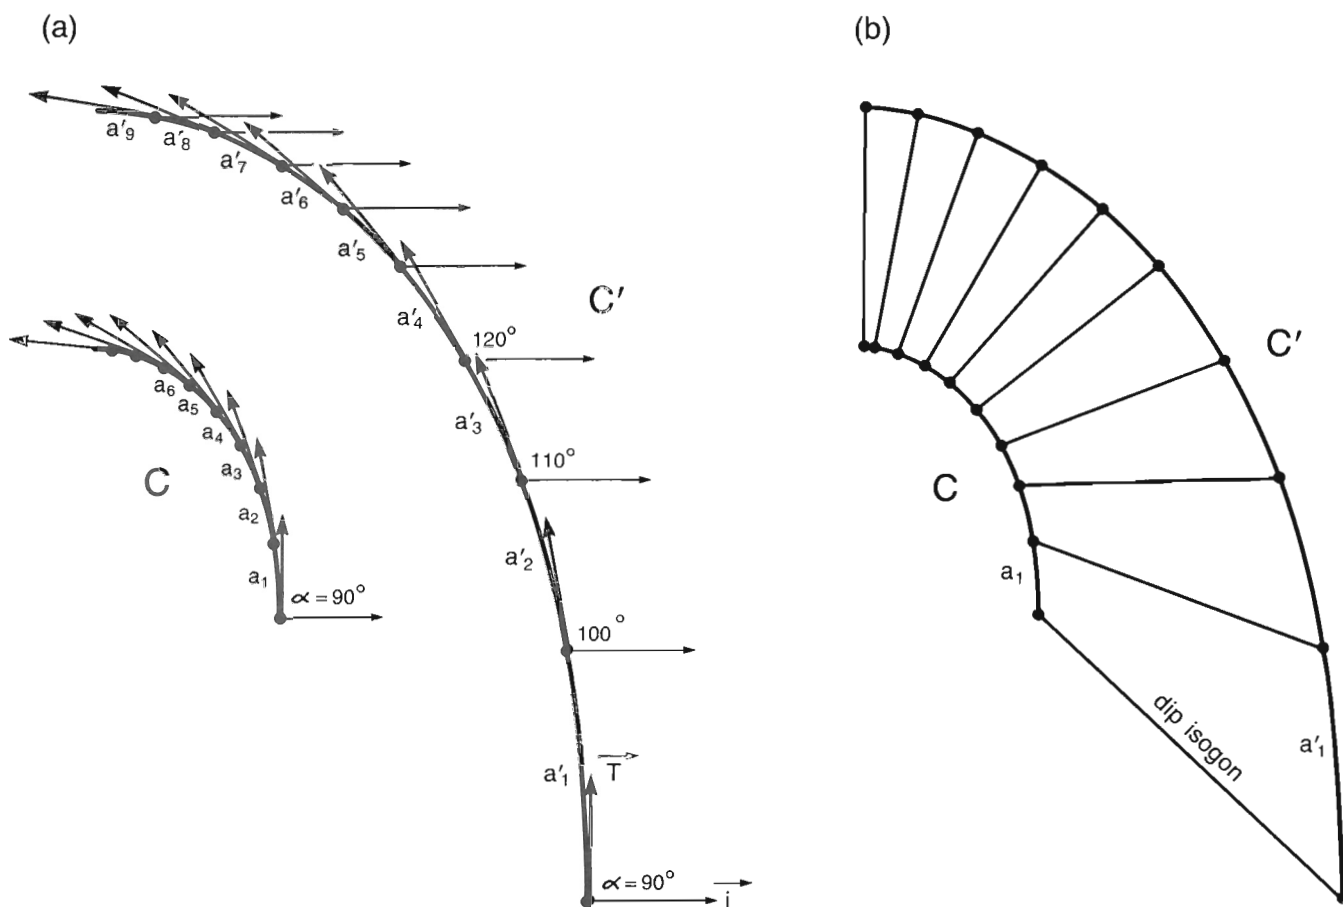 (a)
a′9
a′8
a′7
a′6
a′5
a′4
C′
120°
a′3
110°
a′2
100°
a′1
T
∝=90°
i
a6
a5
a4
a3
C
a2
a1
∝=90°
(b)
C′
C
a1
dip isogon
a′1